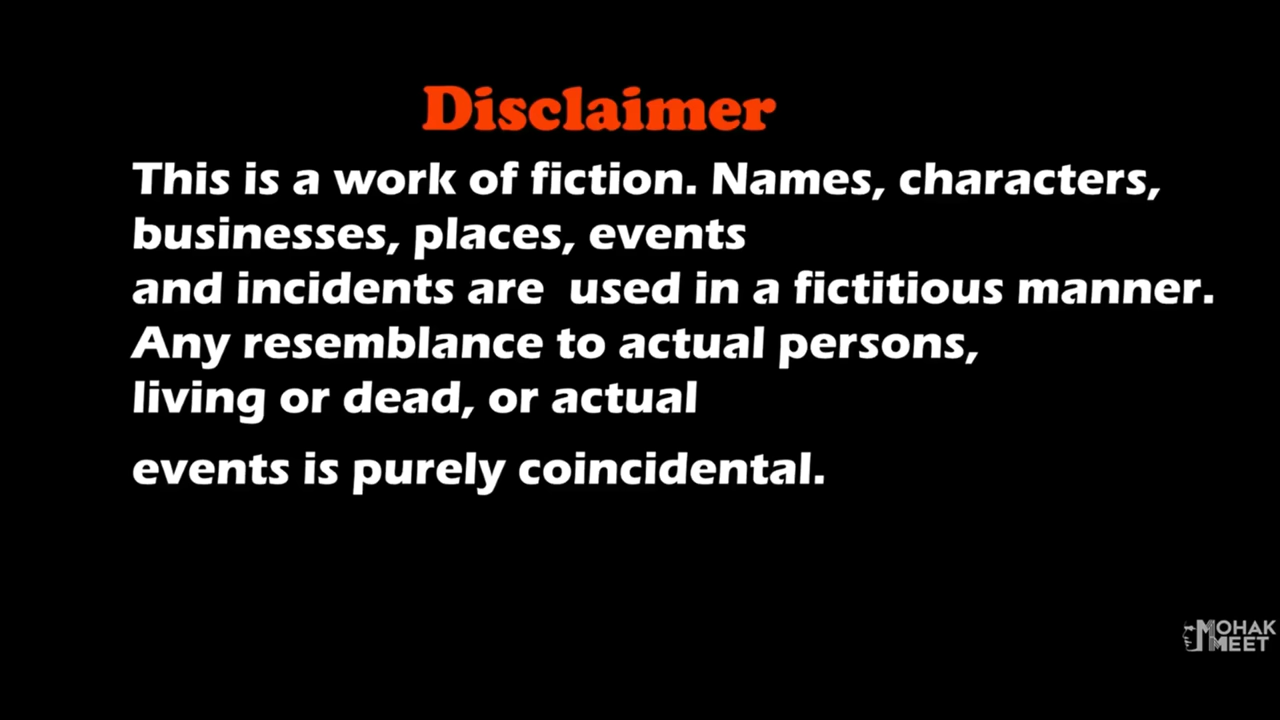 Disclaimer
This is a work of fiction. Names, characters,
businesses, places, events
and incidents are used in a fictitious manner.
Any resemblance to actual persons,
living or dead, or actual
events is purely coincidental.
MOHAK
MEET